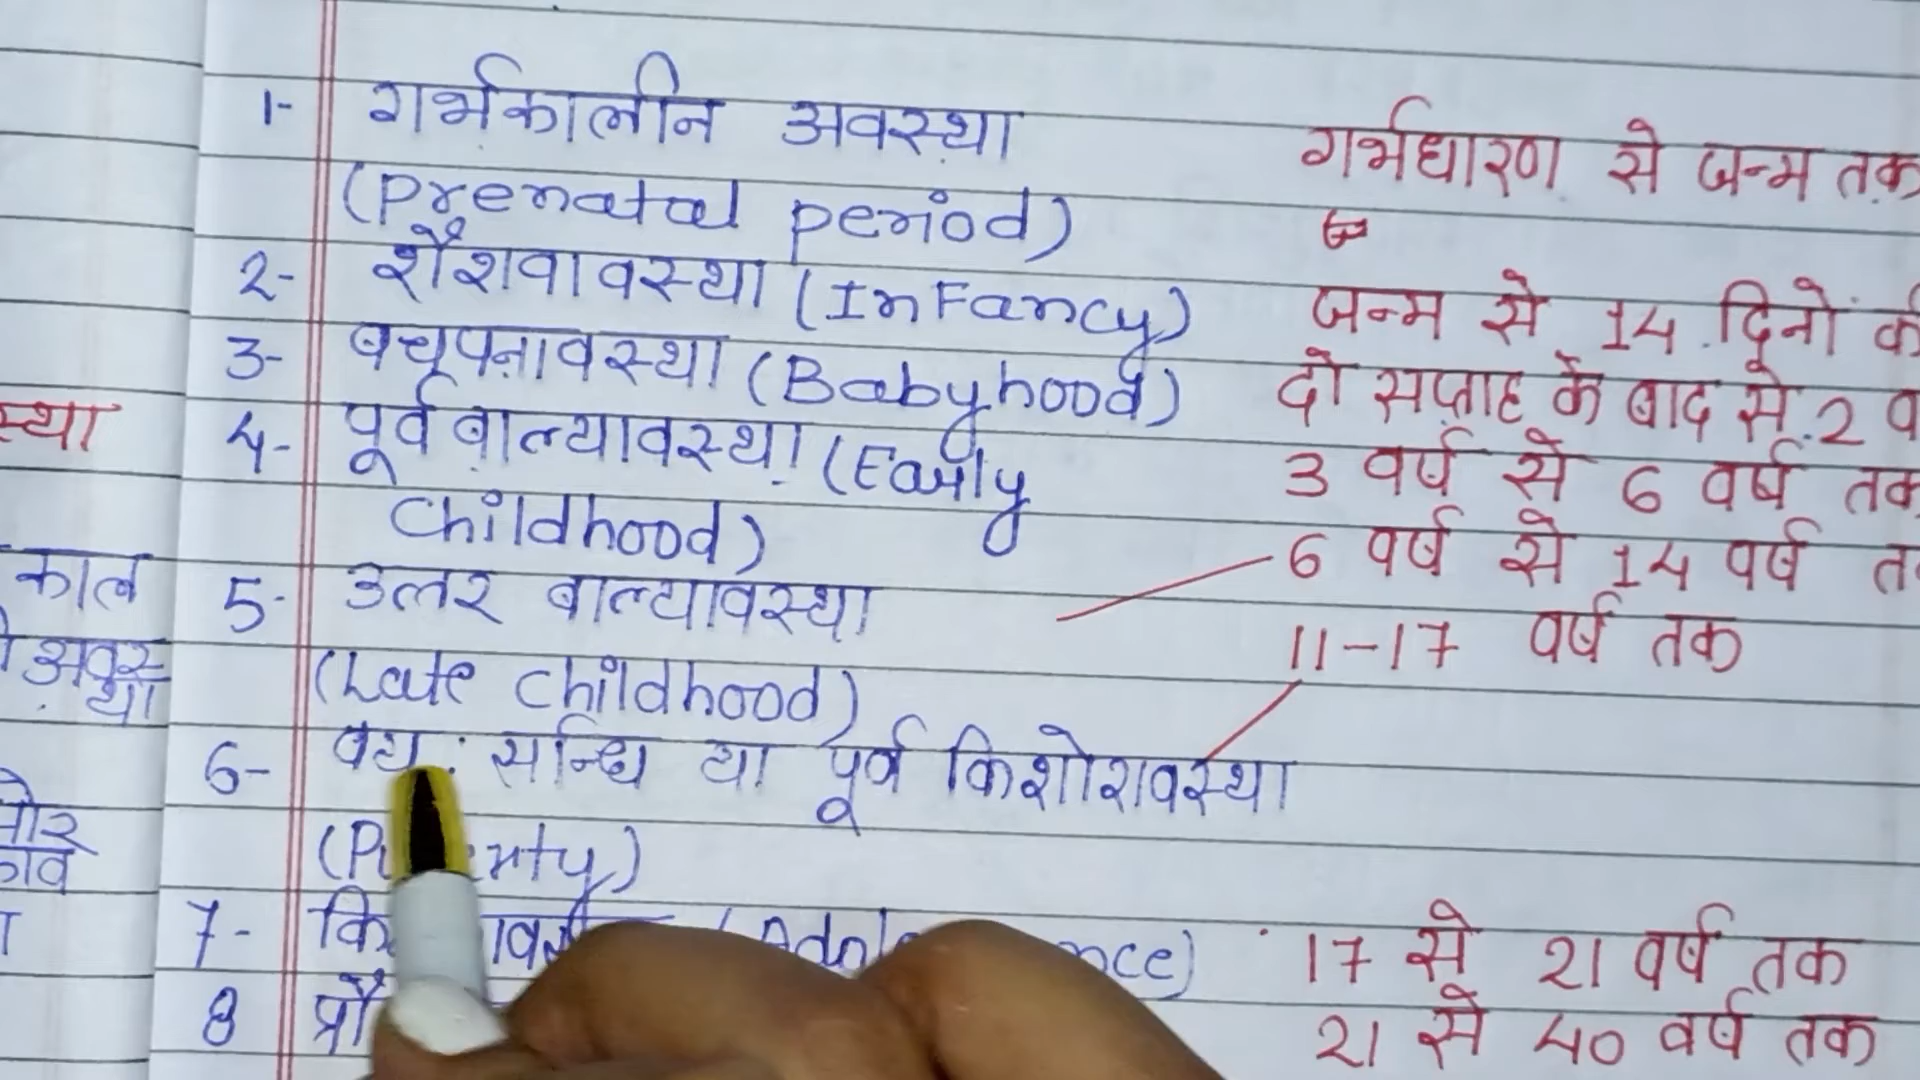 1- गर्भकालीन अवस्था गर्भधारण से जन्म तक
(Prenatal period)
2- शैशवावस्था (InFancy) जन्म से 14 दिनों
3- बचपनावस्था (Babyhood) दो सप्ताह के बाद से 2
4- पूर्व बाल्यावस्था (Early 3 वर्ष से 6 वर्ष तक
childhood)
5- उत्तर बाल्यावस्था 6 वर्ष से 14 वर्ष
(Late childhood) 11-17 वर्ष तक
6- वय: सन्धि या पूर्व किशोरावस्था
7- 17 से 21 वर्ष तक
8 21 से 40 वर्ष तक
स्था
काल
अवस्
था